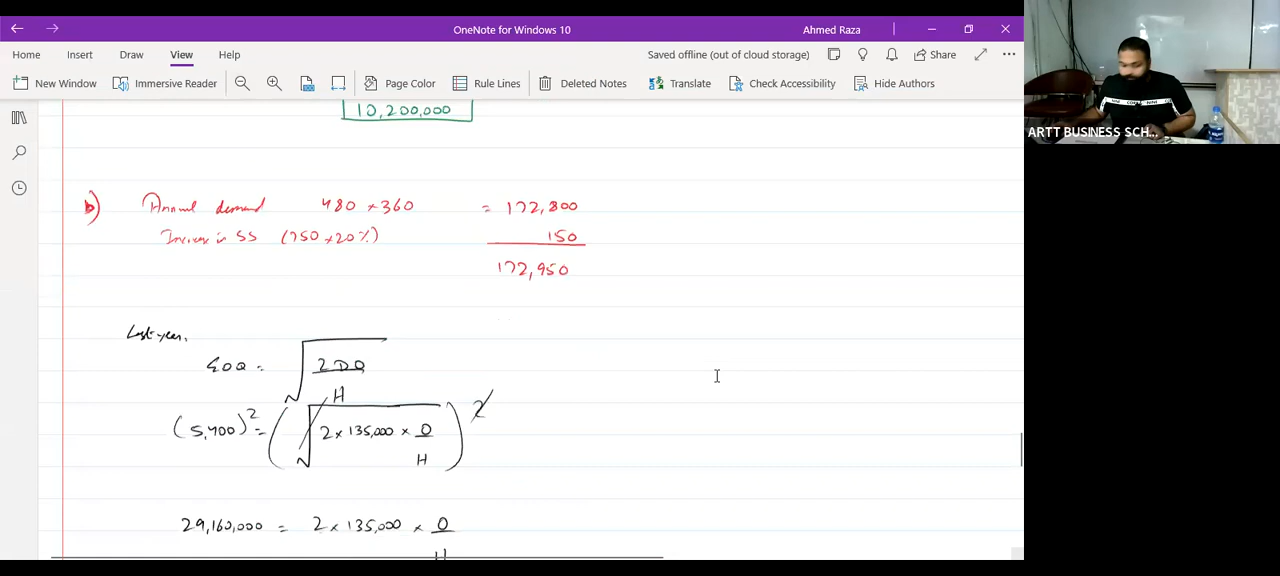 OneNote for Windows 10
Ahmed Raza
Home Insert Draw View Help
Saved offline (out of cloud storage) Share
New Window Immersive Reader Page Color Rule Lines Deleted Notes Translate Check Accessibility Hide Authors
ARTT BUSINESS SCH...
10,200,000
b) Annual demand 480 x 360 = 172,800
Increase in SS (750 x 20%) 150
172,950
Last year.
EOQ = √ 2DO
H
(5,400)² = ( √ 2 x 135,000 x O ) 2
H
29,160,000 = 2 x 135,000 x O
H